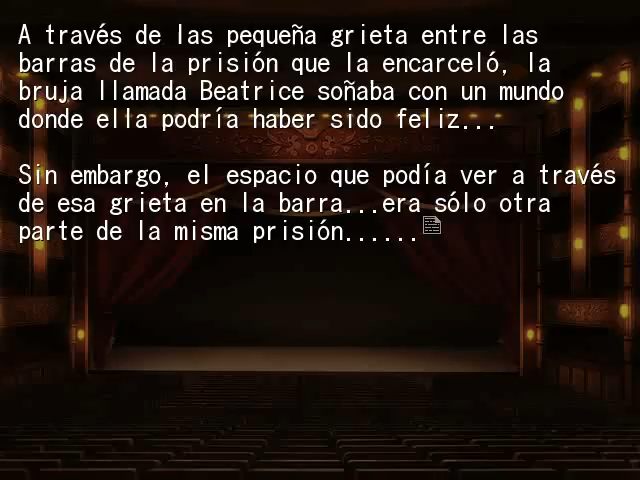 A través de las pequeña grieta entre las
barras de la prisión que la encarceló, la
bruja llamada Beatrice soñaba con un mundo
donde ella podría haber sido feliz...
Sin embargo, el espacio que podía ver a través
de esa grieta en la barra...era sólo otra
parte de la misma prisión......